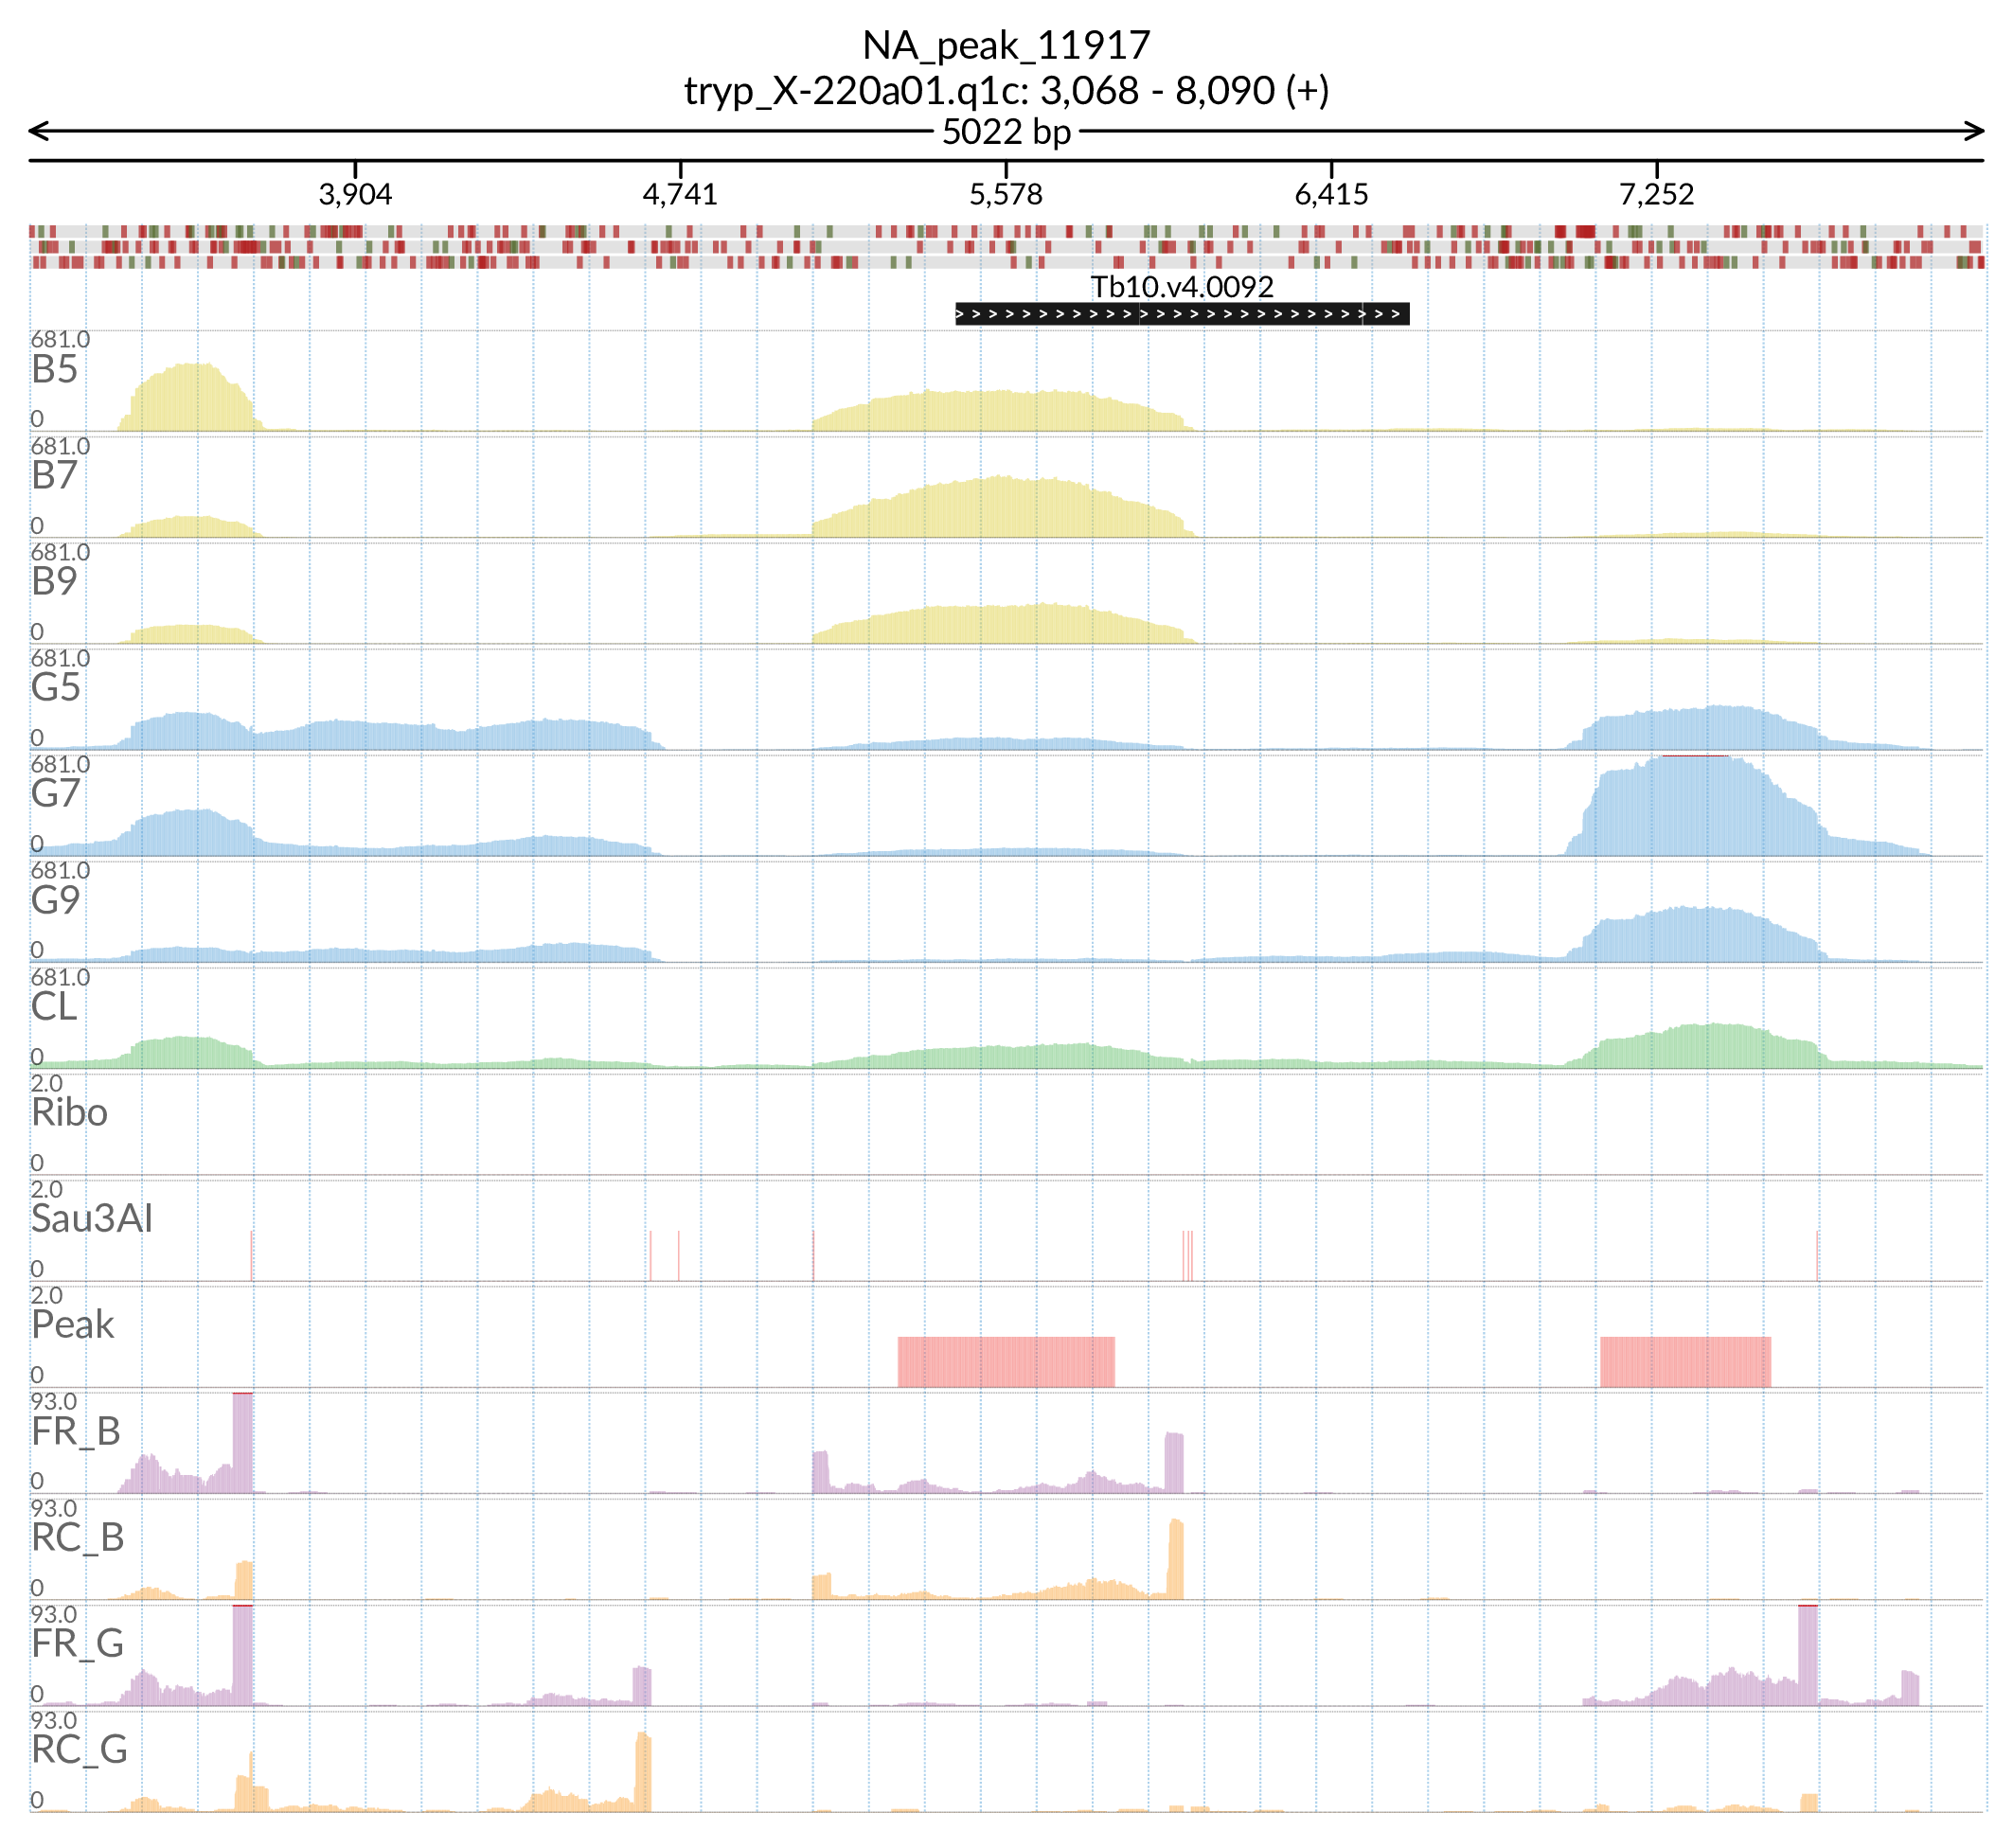 NA_peak_11917
tryp_X-220a01.q1c: 3,068 - 8,090 (+)
5022 bp
3,904 4,741 5,578 6,415 7,252
Tb10.v4.0092
681.0
B5
0
681.0
B7
0
681.0
B9
0
681.0
G5
0
681.0
G7
0
681.0
G9
0
681.0
CL
0
2.0
Ribo
0
2.0
Sau3AI
0
2.0
Peak
0
93.0
FR_B
0
93.0
RC_B
0
93.0
FR_G
0
93.0
RC_G
0